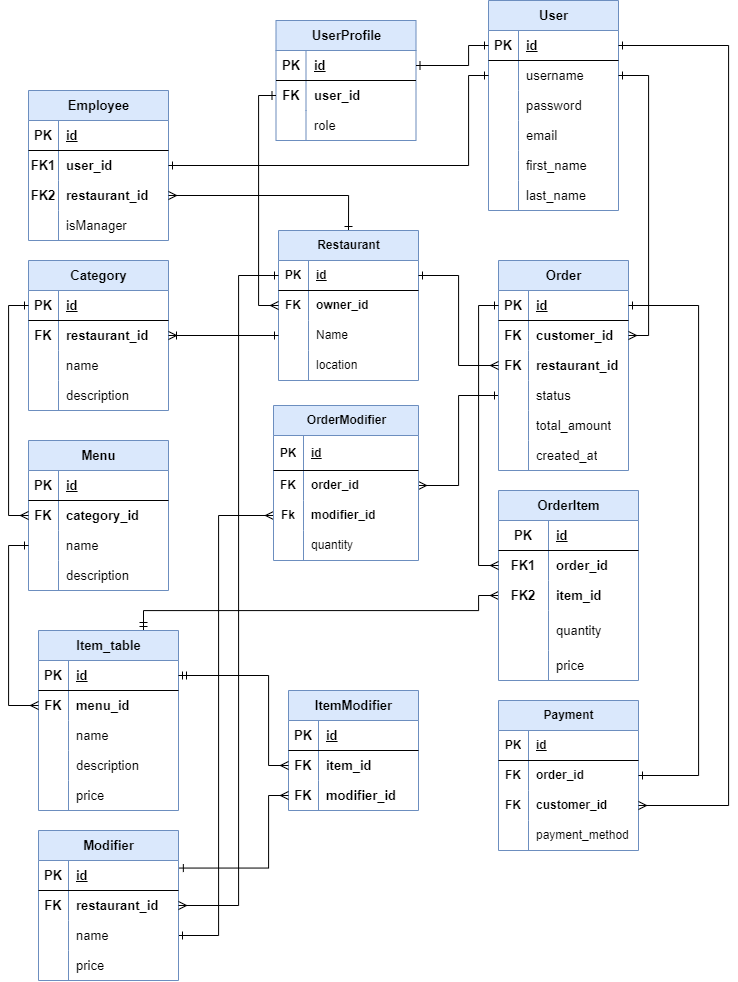 User
PK id
username
password
email
first_name
last_name
UserProfile
PK id
FK user_id
role
Employee
PK id
FK1 user_id
FK2 restaurant_id
isManager
Restaurant
PK id
FK owner_id
Name
location
Category
PK id
FK restaurant_id
name
description
Order
PK id
FK customer_id
FK restaurant_id
status
total_amount
created_at
OrderModifier
PK id
FK order_id
Fk modifier_id
quantity
Menu
PK id
FK category_id
name
description
OrderItem
PK id
FK1 order_id
FK2 item_id
quantity
price
Item_table
PK id
FK menu_id
name
description
price
ItemModifier
PK id
FK item_id
FK modifier_id
Payment
PK id
FK order_id
FK customer_id
payment_method
Modifier
PK id
FK restaurant_id
name
price